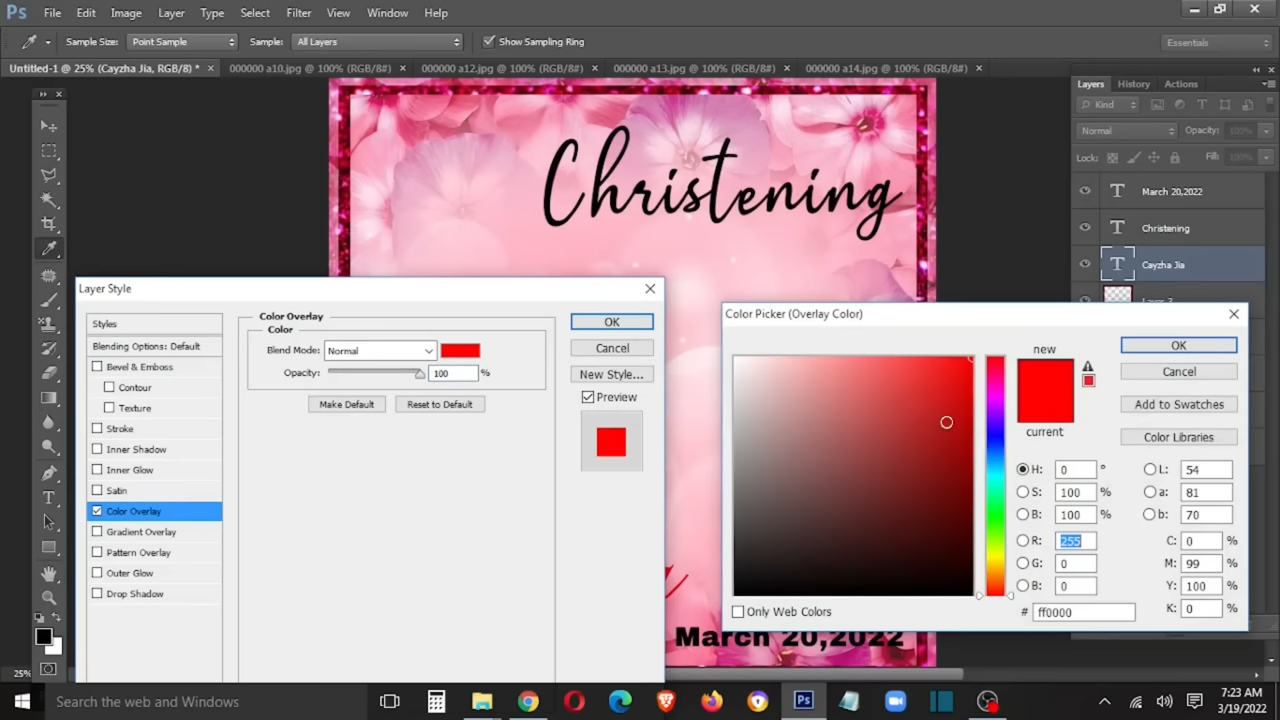 Ps File Edit Image Layer Type Select Filter View Window Help
Sample Size: Point Sample Sample: All Layers Show Sampling Ring Essentials
Untitled-1 @ 25% (Cayzha Jia, RGB/8) * × 000000 a10.jpg @ 100% (RGB/8#) × 000000 a12.jpg @ 100% (RGB/8#) × 000000 a13.jpg @ 100% (RGB/8#) × 000000 a14.jpg @ 100% (RGB/8#) ×
Layers History Actions
Kind
Normal Opacity: 100%
Lock: Fill: 100%
T March 20,2022
T Christening
T Cayzha Jia
Layer 3
Christening
March 20,2022
Layer Style
Styles
Blending Options: Default
Bevel & Emboss
Contour
Texture
Stroke
Inner Shadow
Inner Glow
Satin
Color Overlay
Gradient Overlay
Pattern Overlay
Outer Glow
Drop Shadow
Color Overlay
Color
Blend Mode: Normal
Opacity: 100 %
Make Default Reset to Default
OK
Cancel
New Style...
Preview
Color Picker (Overlay Color)
new
current
OK
Cancel
Add to Swatches
Color Libraries
H: 0 ° L: 54
S: 100 % a: 81
B: 100 % b: 70
R: 255 C: 0 %
G: 0 M: 99 %
B: 0 Y: 100 %
# ff0000 K: 0 %
Only Web Colors
25%
Search the web and Windows
Ps
7:23 AM
3/19/2022